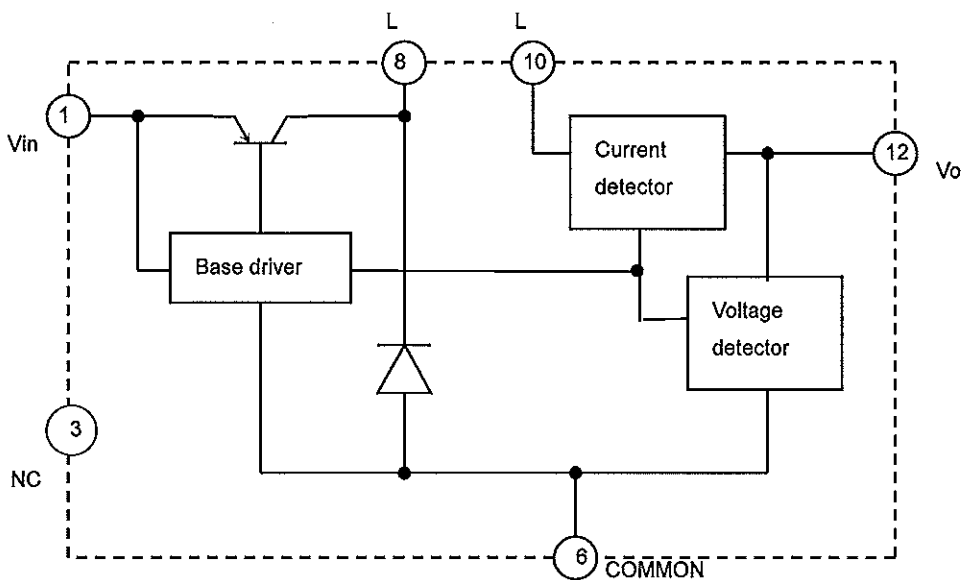 L
L
8
10
1
Vin
Current
detector
12
Vo
Base driver
Voltage
detector
3
NC
6
COMMON